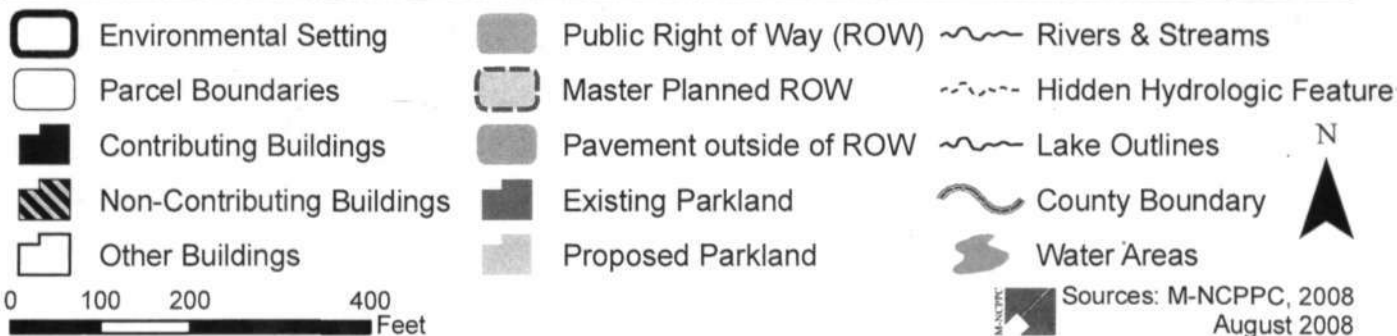 Environmental Setting
Parcel Boundaries
Contributing Buildings
Non-Contributing Buildings
Other Buildings
0 100 200 400
Feet
Public Right of Way (ROW)
Master Planned ROW
Pavement outside of ROW
Existing Parkland
Proposed Parkland
Rivers & Streams
Hidden Hydrologic Feature
Lake Outlines
County Boundary
Water Areas
N
M-NCPPC
Sources: M-NCPPC, 2008
August 2008